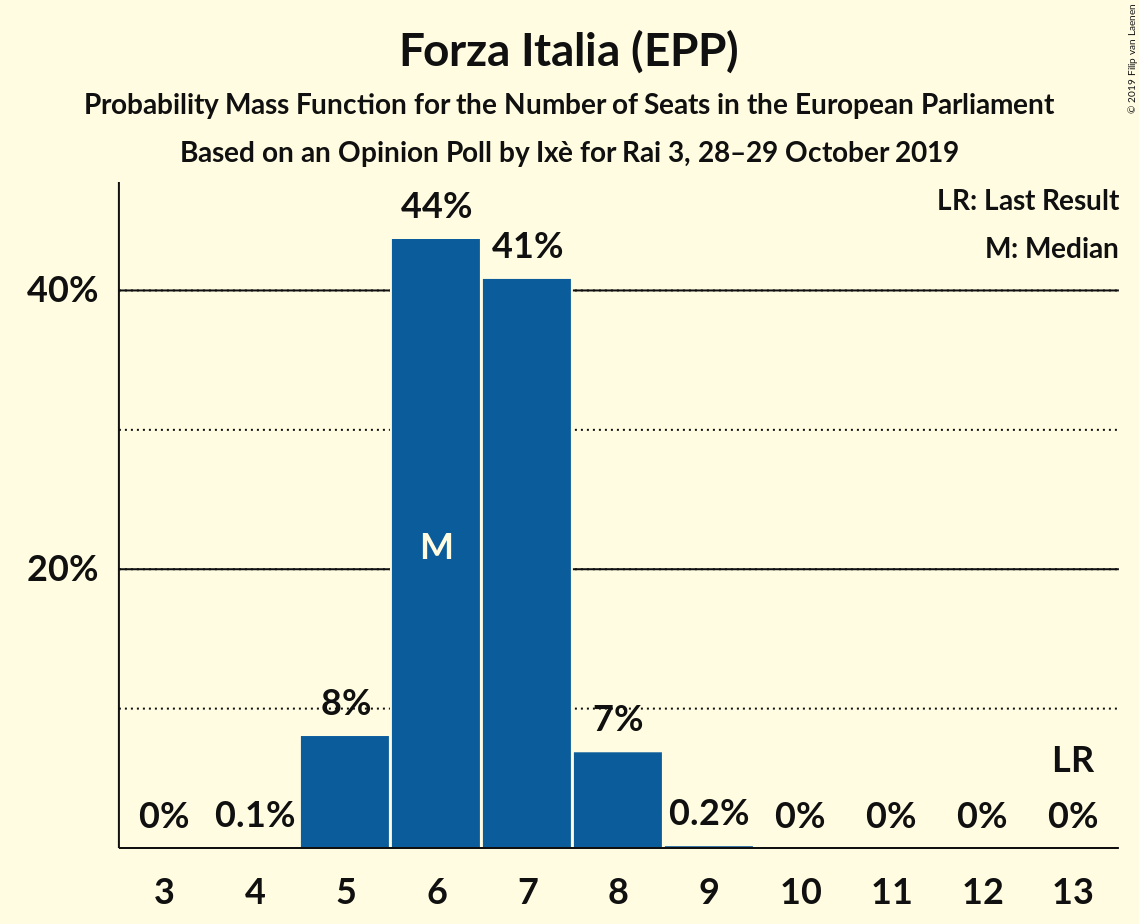 Forza Italia (EPP)
Probability Mass Function for the Number of Seats in the European Parliament
Based on an Opinion Poll by Ixè for Rai 3, 28–29 October 2019
© 2019 Filip van Laenen
LR: Last Result
M: Median
44%
41%
40%
M
20%
8%
7%
LR
0%
0.1%
0.2%
0%
0%
0%
0%
3 4 5 6 7 8 9 10 11 12 13